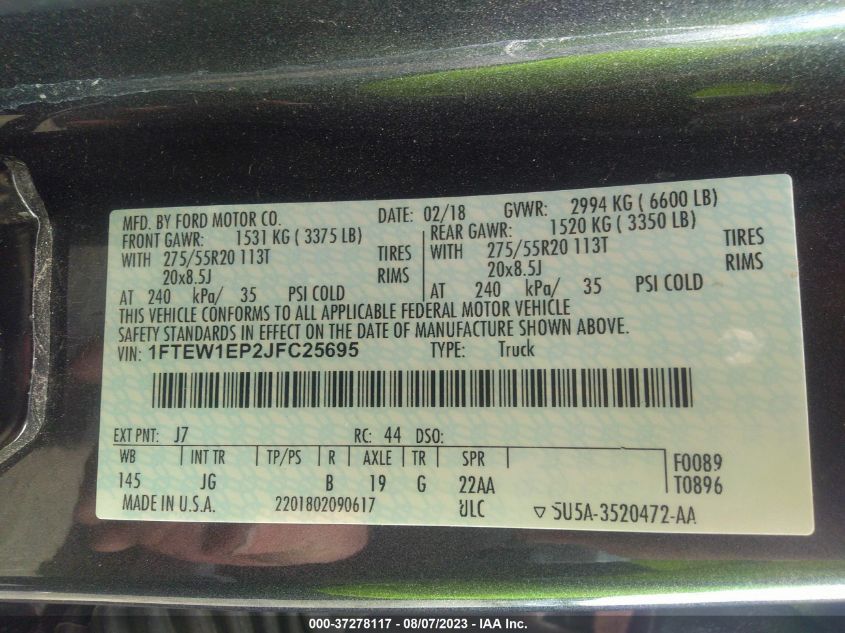 MFD. BY FORD MOTOR CO. DATE: 02/18 GVWR: 2994 KG ( 6600 LB)
FRONT GAWR: 1531 KG ( 3375 LB) REAR GAWR: 1520 KG ( 3350 LB)
WITH 275/55R20 113T TIRES WITH 275/55R20 113T TIRES
20x8.5J RIMS 20x8.5J RIMS
AT 240 kPa/ 35 PSI COLD AT 240 kPa/ 35 PSI COLD
THIS VEHICLE CONFORMS TO ALL APPLICABLE FEDERAL MOTOR VEHICLE
SAFETY STANDARDS IN EFFECT ON THE DATE OF MANUFACTURE SHOWN ABOVE.
VIN: 1FTEW1EP2JFC25695 TYPE: Truck
EXT PNT: J7 RC: 44 DSO:
WB INT TR TP/PS R AXLE TR SPR F0089
145 JG B 19 G 22AA T0896
MADE IN U.S.A. 2201802090617 ULC ▽ 5U5A-3520472-AA
000-37278117 - 08/07/2023 - IAA Inc.